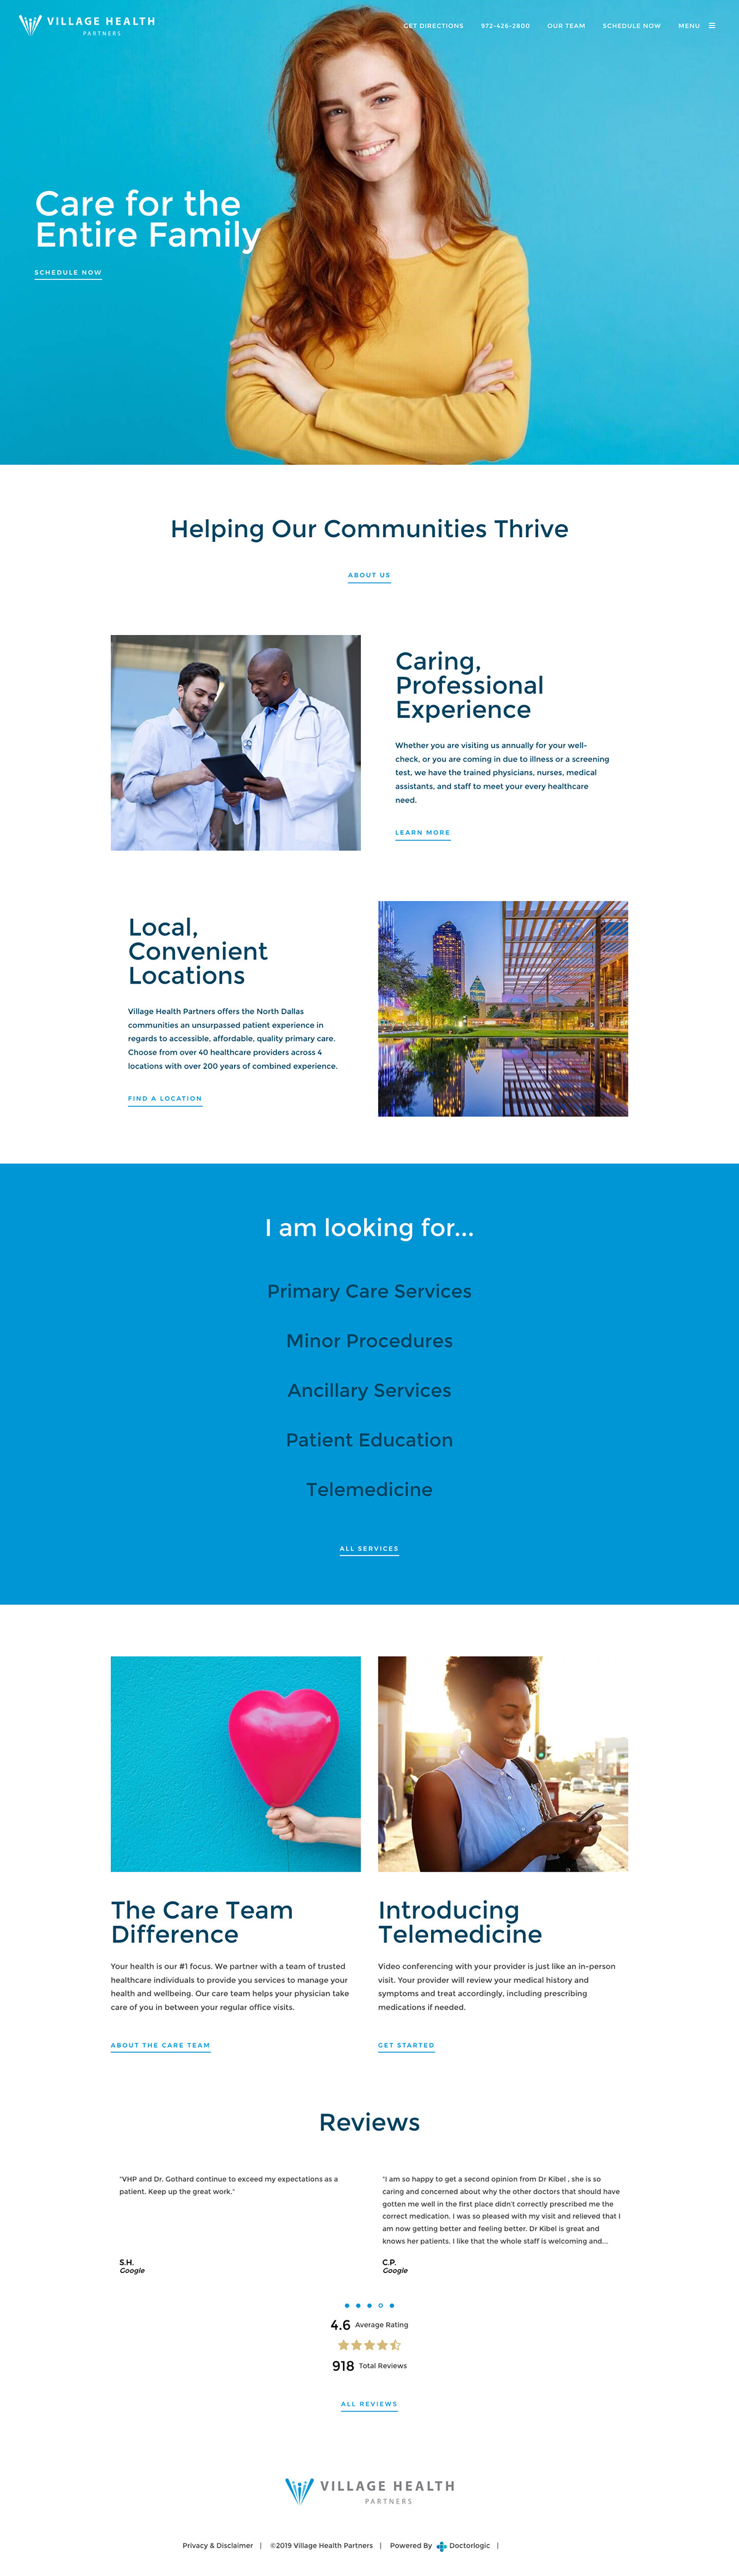 VILLAGE HEALTH
PARTNERS
GET DIRECTIONS 972-426-2800 OUR TEAM SCHEDULE NOW MENU
Care for the
Entire Family
SCHEDULE NOW
Helping Our Communities Thrive
ABOUT US
Caring,
Professional
Experience
Whether you are visiting us annually for your well-
check, or you are coming in due to illness or a screening
test, we have the trained physicians, nurses, medical
assistants, and staff to meet your every healthcare
need.
LEARN MORE
Local,
Convenient
Locations
Village Health Partners offers the North Dallas
communities an unsurpassed patient experience in
regards to accessible, affordable, quality primary care.
Choose from over 40 healthcare providers across 4
locations with over 200 years of combined experience.
FIND A LOCATION
I am looking for...
Primary Care Services
Minor Procedures
Ancillary Services
Patient Education
Telemedicine
ALL SERVICES
The Care Team
Difference
Your health is our #1 focus. We partner with a team of trusted
healthcare individuals to provide you services to manage your
health and wellbeing. Our care team helps your physician take
care of you in between your regular office visits.
ABOUT THE CARE TEAM
Introducing
Telemedicine
Video conferencing with your provider is just like an in-person
visit. Your provider will review your medical history and
symptoms and treat accordingly, including prescribing
medications if needed.
GET STARTED
Reviews
"VHP and Dr. Gothard continue to exceed my expectations as a
patient. Keep up the great work."
S.H.
Google
"I am so happy to get a second opinion from Dr Kibel , she is so
caring and concerned about why the other doctors that should have
gotten me well in the first place didn't correctly prescribed me the
correct medication. I was so pleased with my visit and relieved that I
am now getting better and feeling better. Dr Kibel is great and
knows her patients. I like that the whole staff is welcoming and...
C.P.
Google
4.6 Average Rating
918 Total Reviews
ALL REVIEWS
VILLAGE HEALTH
PARTNERS
Privacy & Disclaimer | ©2019 Village Health Partners | Powered By Doctorlogic |